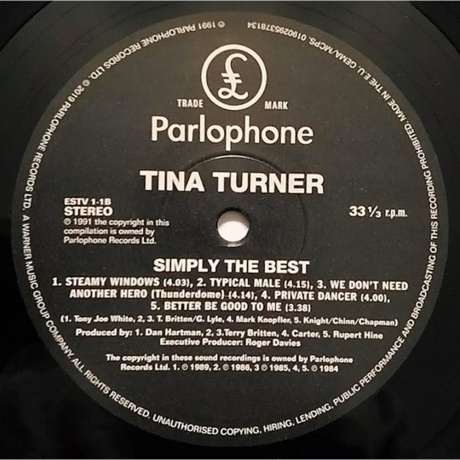 TRADE MARK
Parlophone
TINA TURNER
ESTV 1-1B
STEREO
℗ 1991 the copyright in this
compilation is owned by
Parlophone Records Ltd.
33 ⅓ r.p.m.
SIMPLY THE BEST
1. STEAMY WINDOWS (4.03), 2. TYPICAL MALE (4.15), 3. WE DON'T NEED
ANOTHER HERO (Thunderdome) (4.14), 4. PRIVATE DANCER (4.00),
5. BETTER BE GOOD TO ME (3.38)
(1. Tony Joe White, 2, 3. T. Britten/G. Lyle, 4. Mark Knopfler, 5. Knight/Chinn/Chapman)
Produced by: 1. Dan Hartman, 2,3.Terry Britten, 4. Carter, 5. Rupert Hine
Executive Producer: Roger Davies
The copyright in these sound recordings is owned by Parlophone
Records Ltd. 1. ℗ 1989, 2. ℗ 1986, 3 ℗ 1985, 4, 5. ℗ 1984
℗ 1991 PARLOPHONE RECORDS LTD. © 2019 PARLOPHONE RECORDS LTD. A WARNER MUSIC GROUP COMPANY. ALL RIGHTS RESERVED. UNAUTHORISED COPYING, HIRING, LENDING, PUBLIC PERFORMANCE AND BROADCASTING OF THIS RECORDING PROHIBITED. MADE IN THE E.U. GEMA/MCPS. 0190295378134